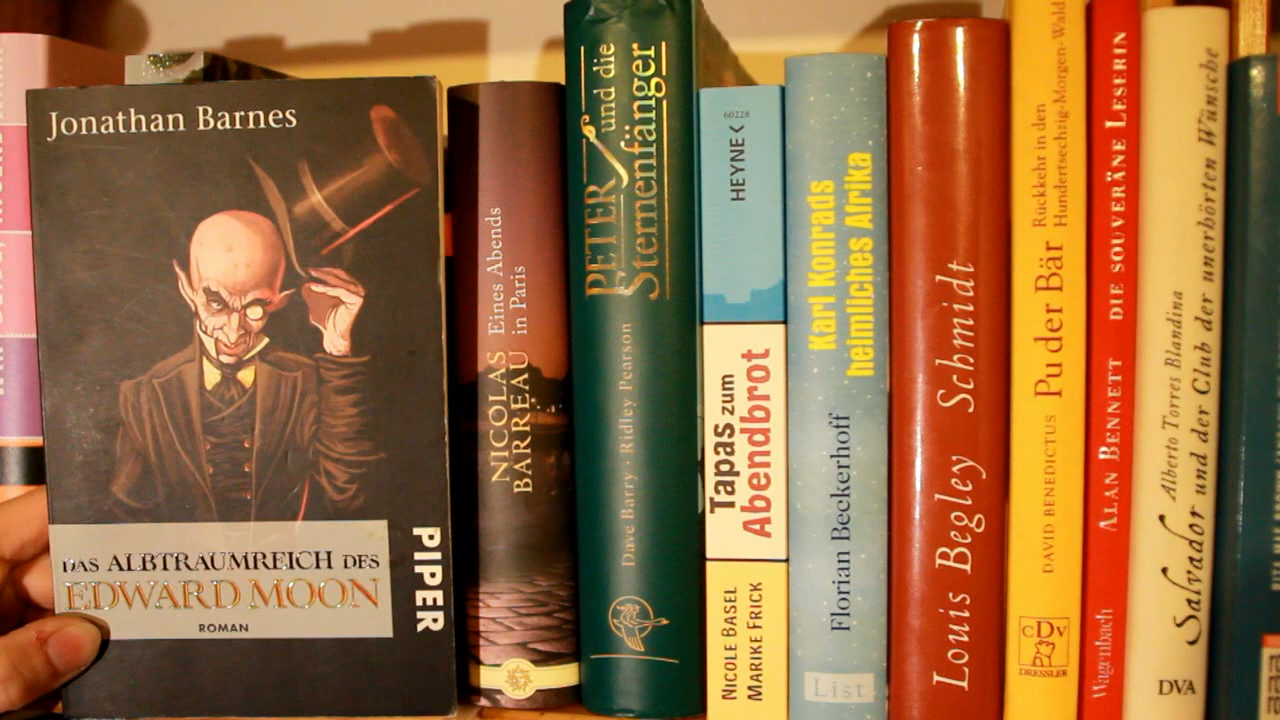 Jonathan Barnes
DAS ALBTRAUMREICH DES
EDWARD MOON
ROMAN
PIPER
NICOLAS
BARREAU
Eines Abends
in Paris
PETER und die
Sternenfänger
Dave Barry · Ridley Pearson
60228
HEYNE <
Tapas zum
Abendbrot
NICOLE BASEL
MARIKE FRICK
Karl Konrads
heimliches Afrika
Florian Beckerhoff
List
Louis Begley Schmidt
DAVID BENEDICTUS Pu der Bär
Rückkehr in den
Hundertsechzig-Morgen-Wald
CDV
DRESSLER
ALAN BENNETT DIE SOUVERÄNE LESERIN
Wagenbach
Alberto Torres Blandina
Salvador und der Club der unerhörten Wünsche
DVA